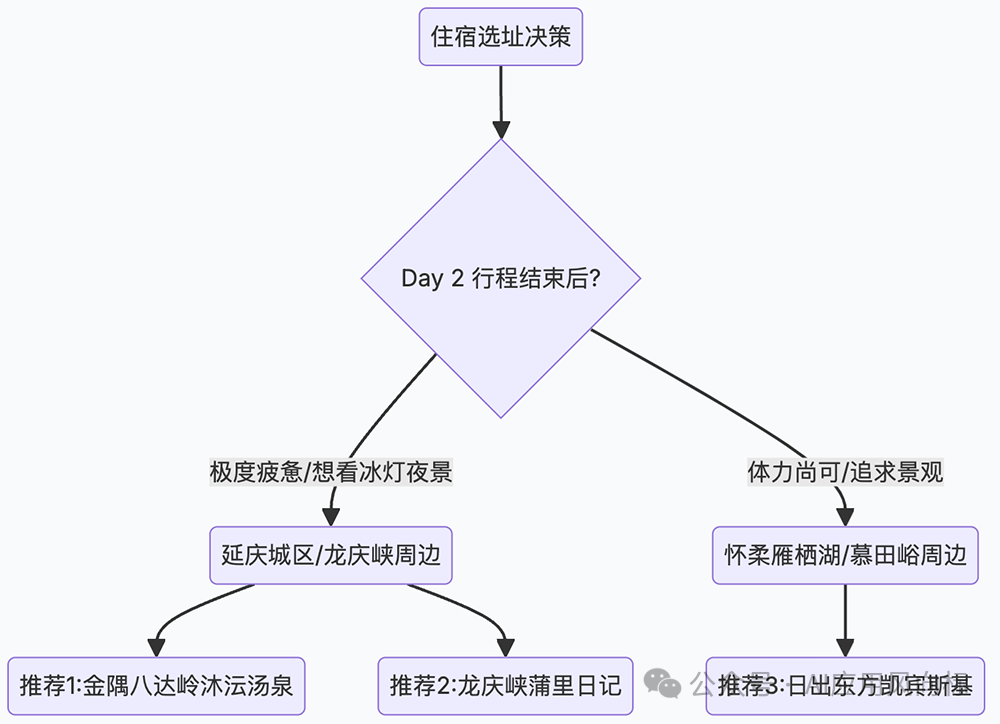 住宿选址决策
Day 2 行程结束后?
极度疲惫/想看冰灯夜景
体力尚可/追求景观
延庆城区/龙庆峡周边
怀柔雁栖湖/慕田峪周边
推荐1:金隅八达岭沐沄汤泉
推荐2:龙庆峡蒲里日记
推荐3:日出东方凯宾斯基
公众号